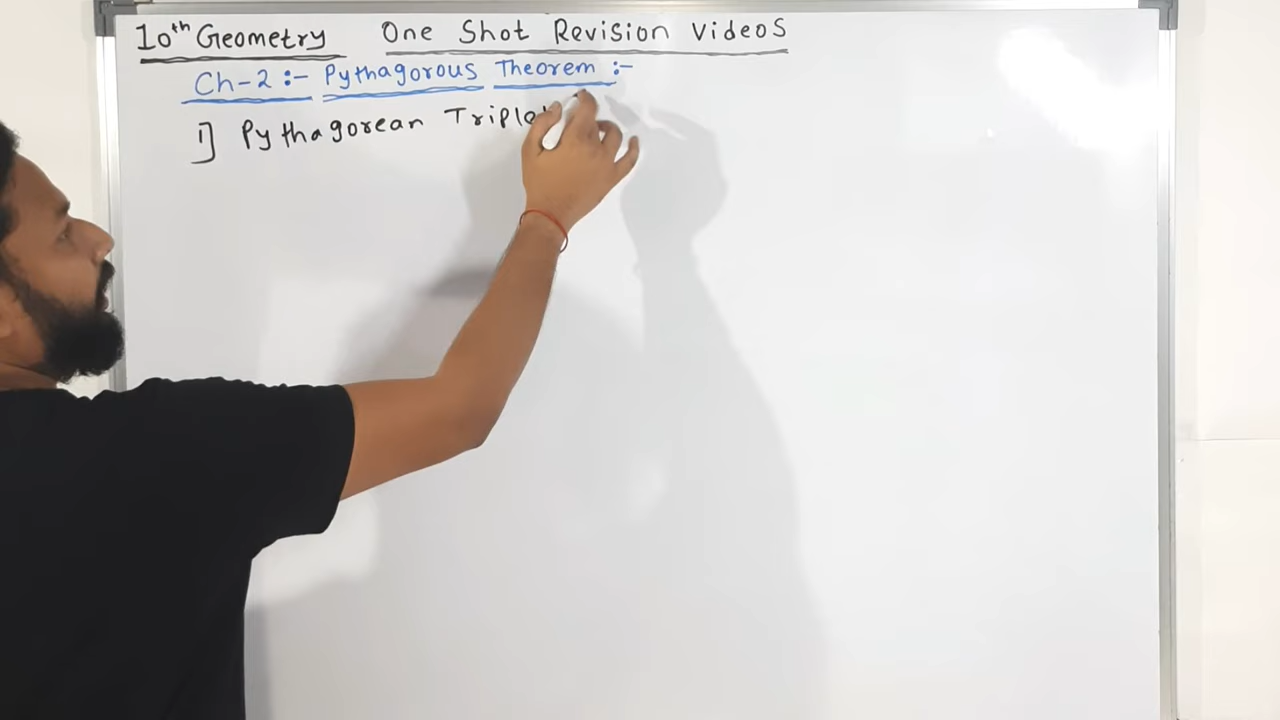 10th Geometry One Shot Revision Videos
Ch-2 :- Pythagorous Theorem :-
1] Pythagorean